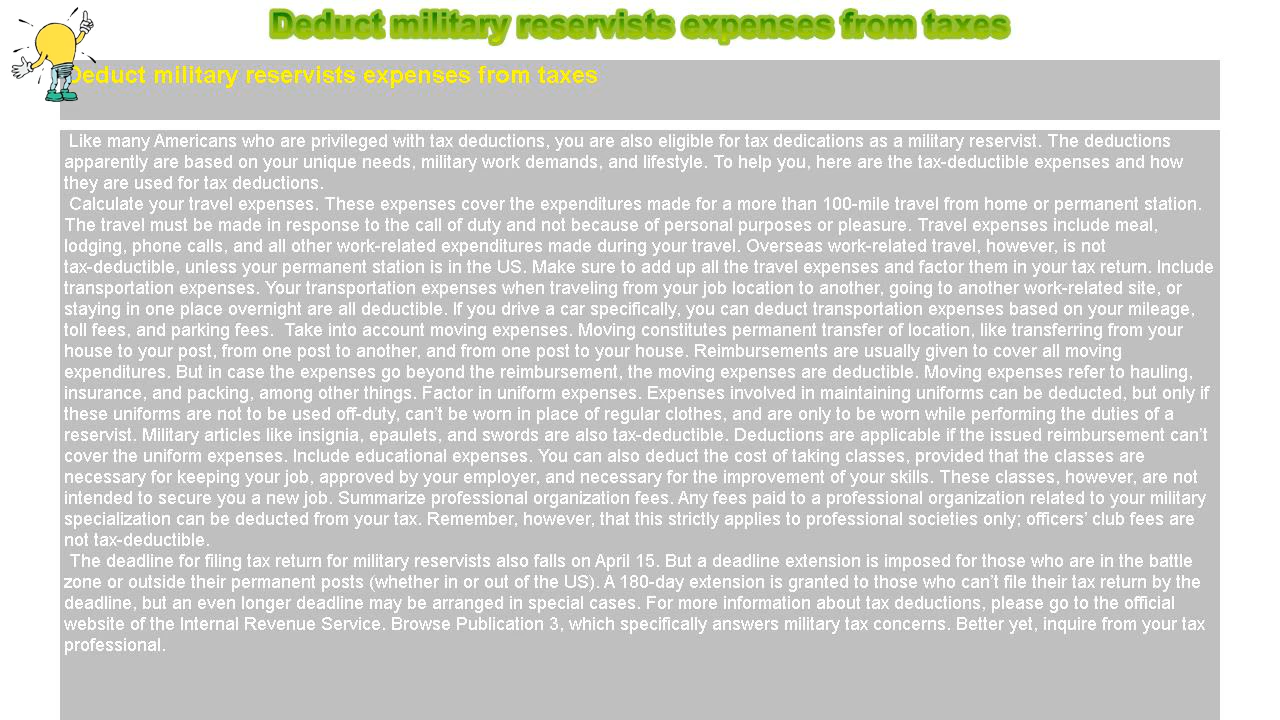 Deduct military reservists expenses from taxes
Deduct military reservists expenses from taxes
Like many Americans who are privileged with tax deductions, you are also eligible for tax dedications as a military reservist. The deductions
apparently are based on your unique needs, military work demands, and lifestyle. To help you, here are the tax-deductible expenses and how
they are used for tax deductions.
Calculate your travel expenses. These expenses cover the expenditures made for a more than 100-mile travel from home or permanent station.
The travel must be made in response to the call of duty and not because of personal purposes or pleasure. Travel expenses include meal,
lodging, phone calls, and all other work-related expenditures made during your travel. Overseas work-related travel, however, is not
tax-deductible, unless your permanent station is in the US. Make sure to add up all the travel expenses and factor them in your tax return. Include
transportation expenses. Your transportation expenses when traveling from your job location to another, going to another work-related site, or
staying in one place overnight are all deductible. If you drive a car specifically, you can deduct transportation expenses based on your mileage,
toll fees, and parking fees.  Take into account moving expenses. Moving constitutes permanent transfer of location, like transferring from your
house to your post, from one post to another, and from one post to your house. Reimbursements are usually given to cover all moving
expenditures. But in case the expenses go beyond the reimbursement, the moving expenses are deductible. Moving expenses refer to hauling,
insurance, and packing, among other things. Factor in uniform expenses. Expenses involved in maintaining uniforms can be deducted, but only if
these uniforms are not to be used off-duty, can’t be worn in place of regular clothes, and are only to be worn while performing the duties of a
reservist. Military articles like insignia, epaulets, and swords are also tax-deductible. Deductions are applicable if the issued reimbursement can’t
cover the uniform expenses. Include educational expenses. You can also deduct the cost of taking classes, provided that the classes are
necessary for keeping your job, approved by your employer, and necessary for the improvement of your skills. These classes, however, are not
intended to secure you a new job. Summarize professional organization fees. Any fees paid to a professional organization related to your military
specialization can be deducted from your tax. Remember, however, that this strictly applies to professional societies only; officers’ club fees are
not tax-deductible.
The deadline for filing tax return for military reservists also falls on April 15. But a deadline extension is imposed for those who are in the battle
zone or outside their permanent posts (whether in or out of the US). A 180-day extension is granted to those who can’t file their tax return by the
deadline, but an even longer deadline may be arranged in special cases. For more information about tax deductions, please go to the official
website of the Internal Revenue Service. Browse Publication 3, which specifically answers military tax concerns. Better yet, inquire from your tax
professional.